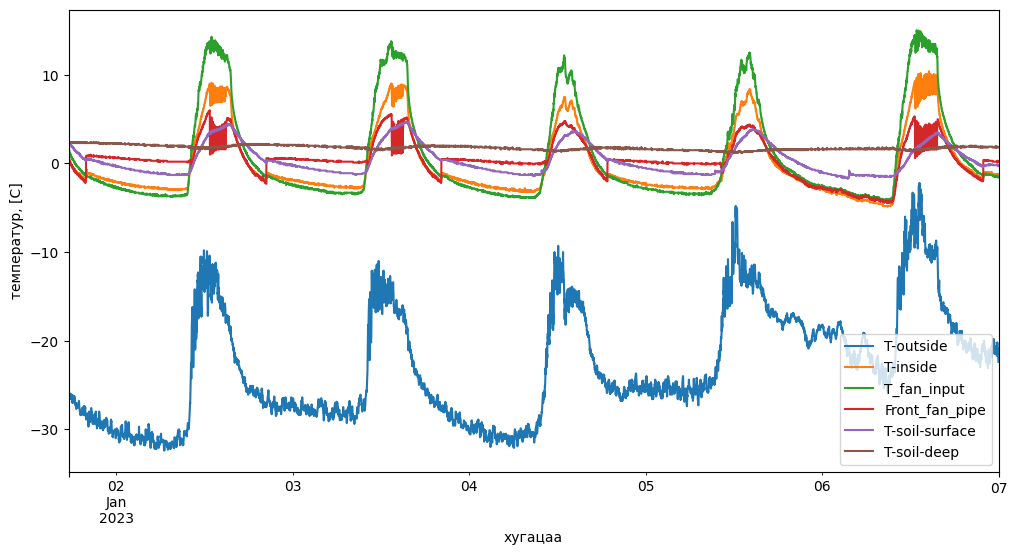 10
0
−10
−20
−30
температур, [C]
02
03
04
05
06
07
Jan
2023
хугацаа
T-outside
T-inside
T_fan_input
Front_fan_pipe
T-soil-surface
T-soil-deep